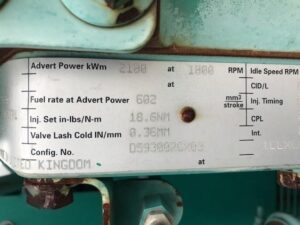 Advert Power kWm 2100 at 1800 RPM Idle Speed RPM
CID/L
Fuel rate at Advert Power 602 mm3 stroke Inj. Timing
Inj. Set in-lbs/N-m 18.6NM CPL
Valve Lash Cold IN/mm 0.36MM Int.
Config. No.
at
KINGDOM